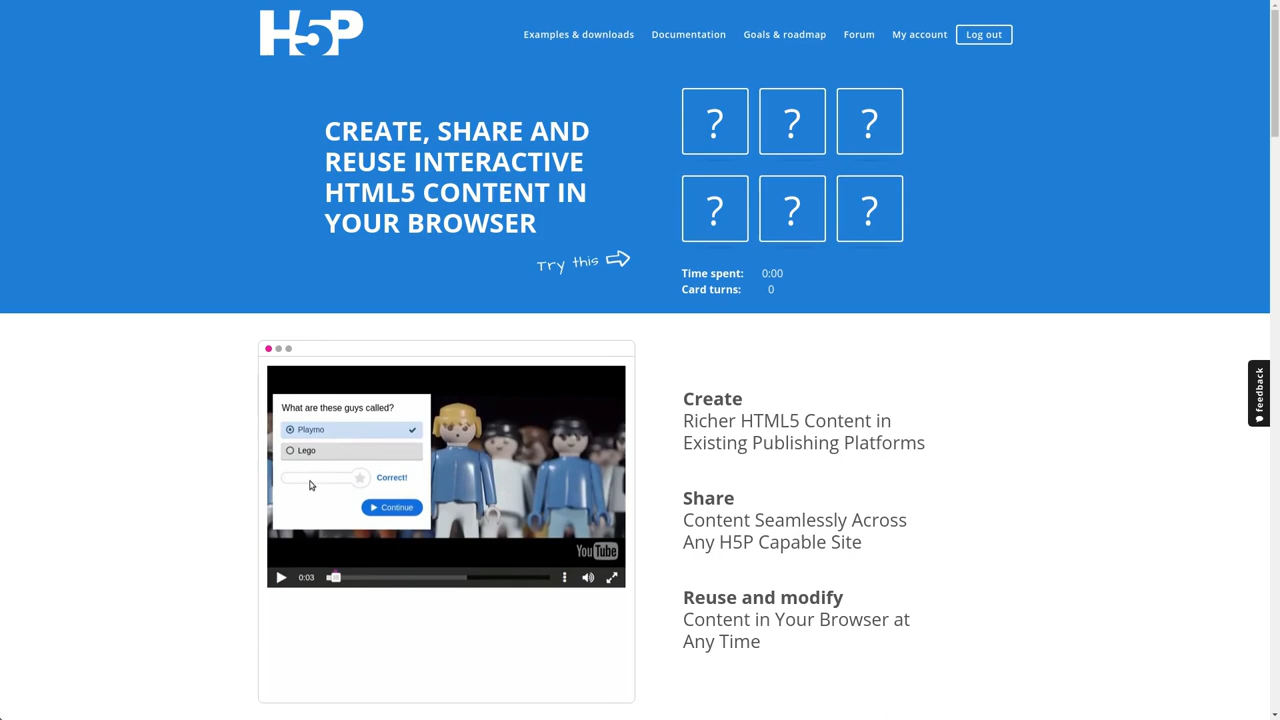 H5P
Examples & downloads
Documentation
Goals & roadmap
Forum
My account
Log out
CREATE, SHARE AND
REUSE INTERACTIVE
HTML5 CONTENT IN
YOUR BROWSER
Try this
? ? ?
? ? ?
Time spent: 0:00
Card turns: 0
What are these guys called?
Playmo
Lego
Correct!
Continue
YouTube
0:03
Create
Richer HTML5 Content in
Existing Publishing Platforms
Share
Content Seamlessly Across
Any H5P Capable Site
Reuse and modify
Content in Your Browser at
Any Time
feedback